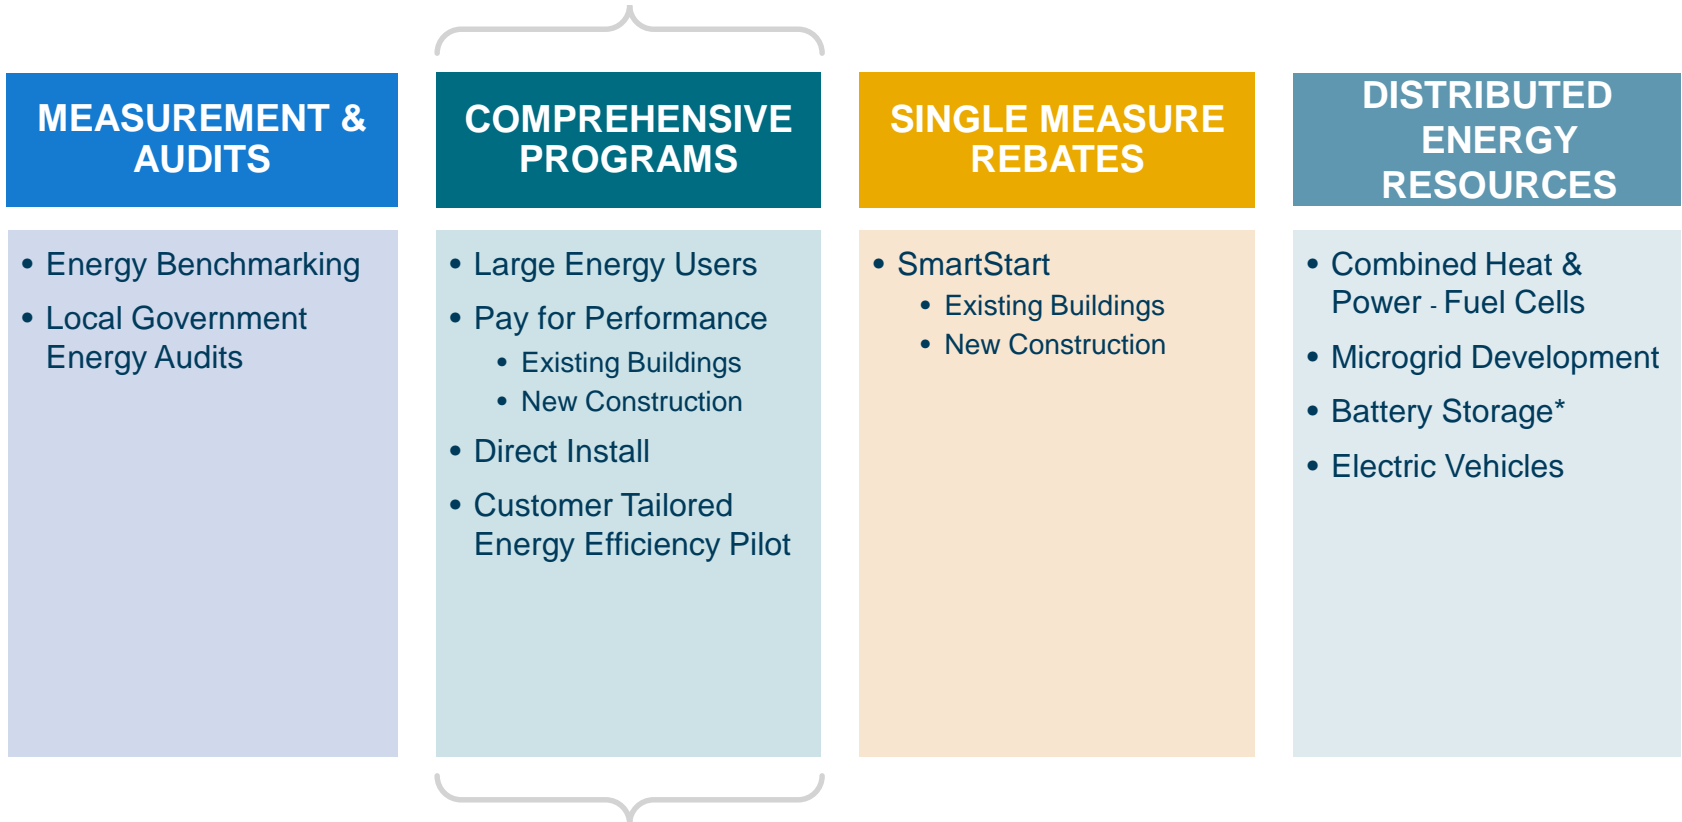 MEASUREMENT &
AUDITS
• Energy Benchmarking
• Local Government
Energy Audits
COMPREHENSIVE
PROGRAMS
• Large Energy Users
• Pay for Performance
• Existing Buildings
• New Construction
• Direct Install
• Customer Tailored
Energy Efficiency Pilot
SINGLE MEASURE
REBATES
• SmartStart
• Existing Buildings
• New Construction
DISTRIBUTED
ENERGY
RESOURCES
• Combined Heat &
Power - Fuel Cells
• Microgrid Development
• Battery Storage*
• Electric Vehicles